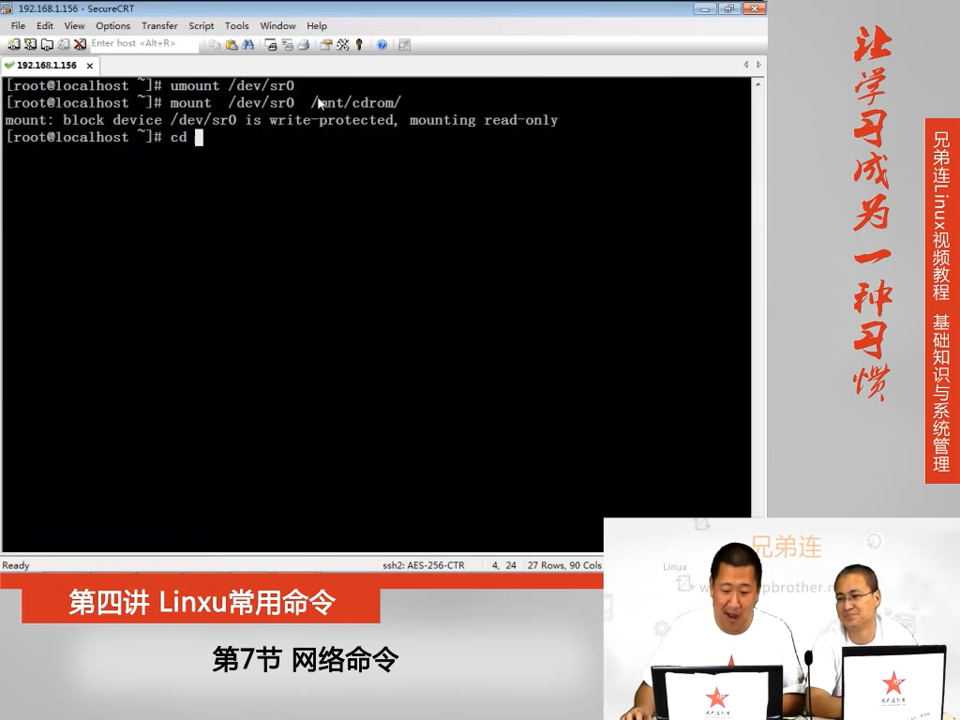 192.168.1.156 - SecureCRT
File Edit View Options Transfer Script Tools Window Help
Enter host <Alt+R>
192.168.1.156
[root@localhost ~]# umount /dev/sr0
[root@localhost ~]# mount /dev/sr0 /mnt/cdrom/
mount: block device /dev/sr0 is write-protected, mounting read-only
[root@localhost ~]# cd
Ready ssh2: AES-256-CTR 4, 24 27 Rows, 90 Cols
让学习成为一种习惯
兄弟连Linux视频教程 基础知识与系统管理
兄弟连
Linux
第四讲 Linxu常用命令
第7节 网络命令